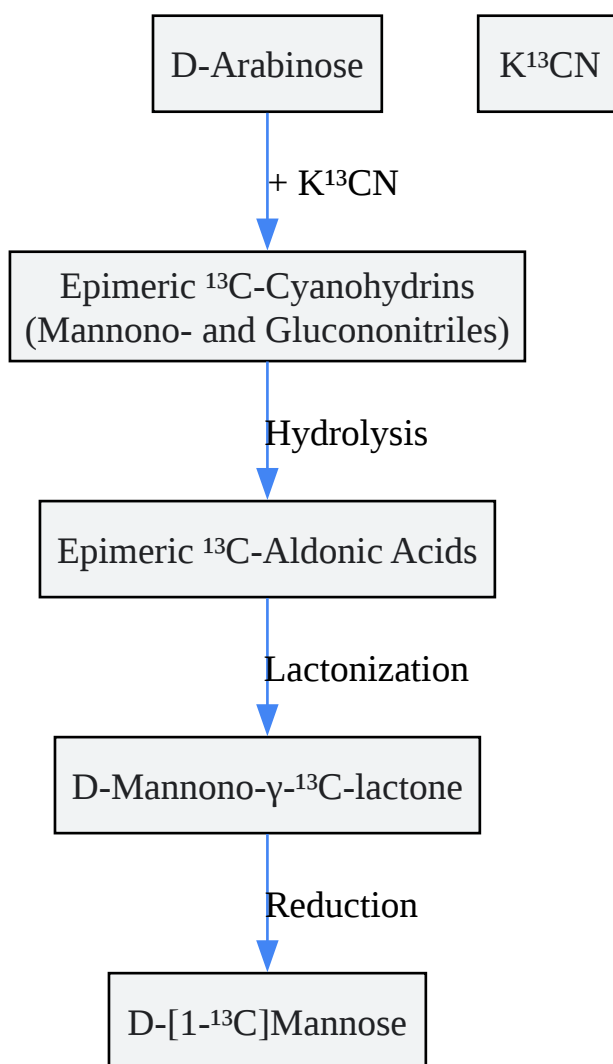 D-Arabinose
K¹³CN
+ K¹³CN
Epimeric ¹³C-Cyanohydrins
(Mannono- and Glucononitriles)
Hydrolysis
Epimeric ¹³C-Aldonic Acids
Lactonization
D-Mannono-γ-¹³C-lactone
Reduction
D-[1-¹³C]Mannose